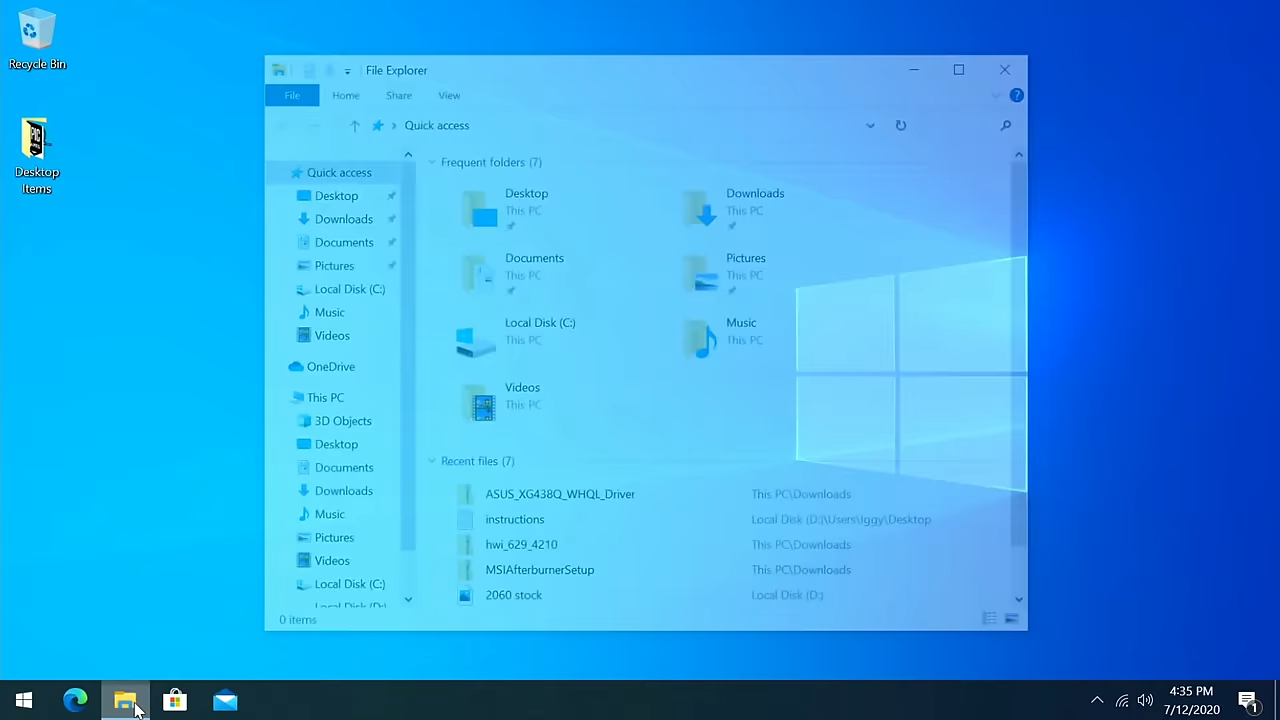 Recycle Bin
Desktop
Items
File Explorer
File
Home
Share
View
Quick access
Quick access
Desktop
Downloads
Documents
Pictures
Local Disk (C:)
Music
Videos
OneDrive
This PC
3D Objects
Desktop
Documents
Downloads
Music
Pictures
Videos
Local Disk (C:)
Local Disk (D:)
Frequent folders (7)
Desktop
This PC
Downloads
This PC
Documents
This PC
Pictures
This PC
Local Disk (C:)
This PC
Music
This PC
Videos
This PC
Recent files (7)
ASUS_XG438Q_WHQL_Driver This PC\Downloads
instructions Local Disk (D:)\Users\Iggy\Desktop
hwi_629_4210 This PC\Downloads
MSIAfterburnerSetup This PC\Downloads
2060 stock Local Disk (D:)
0 items
4:35 PM
7/12/2020
1